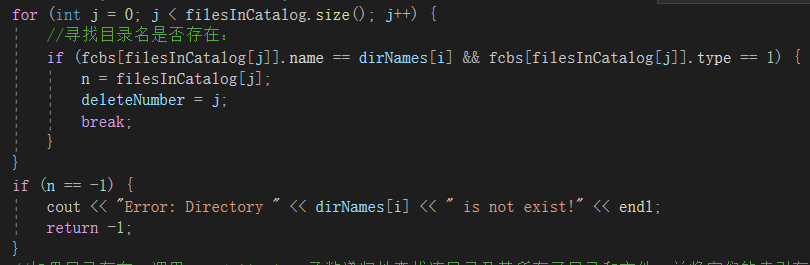 for (int j = 0; j < filesInCatalog.size(); j++) {
//寻找目录名是否存在：
if (fcbs[filesInCatalog[j]].name == dirNames[i] && fcbs[filesInCatalog[j]].type == 1) {
n = filesInCatalog[j];
deleteNumber = j;
break;
}
}
if (n == -1) {
cout << "Error: Directory " << dirNames[i] << " is not exist!" << endl;
return -1;
}